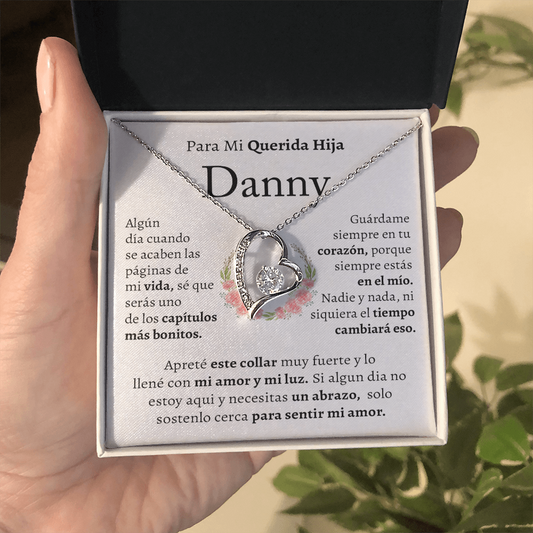 Para Mi Querida Hija
Danny
Algún
dia cuando
se acaben las
páginas de
mi vida, sé que
serás uno
de los capítulos
más bonitos.
Guárdame
siempre en tu
corazón, porque
siempre estás
en el mío.
Nadie y nada, ni
siquiera el tiempo
cambiará eso.
Apreté este collar muy fuerte y lo
llené con mi amor y mi luz. Si algun dia no
estoy aqui y necesitas un abrazo, solo
sostenlo cerca para sentir mi amor.